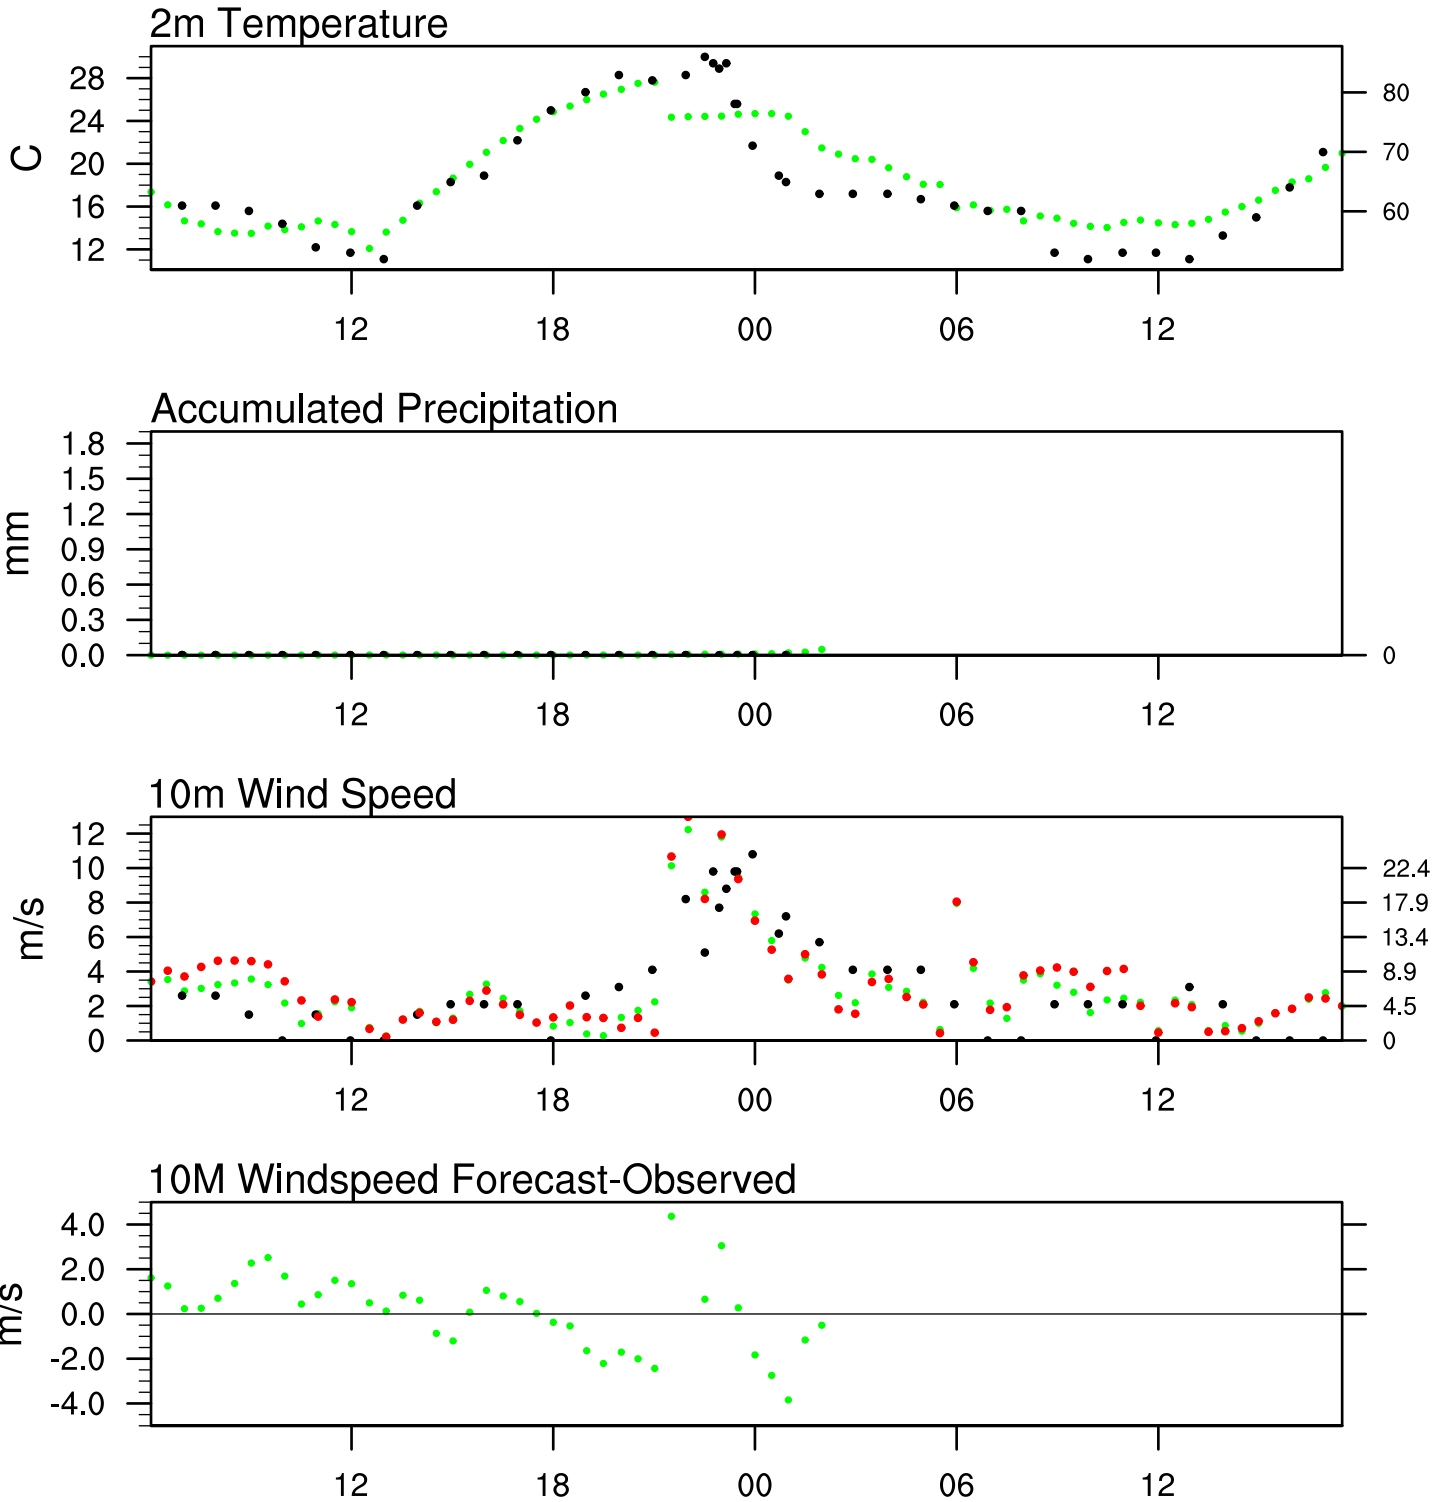 2m Temperature
C
28
24
20
16
12
80
70
60
12 18 00 06 12
Accumulated Precipitation
mm
1.8
1.5
1.2
0.9
0.6
0.3
0.0
0
12 18 00 06 12
10m Wind Speed
m/s
12
10
8
6
4
2
0
22.4
17.9
13.4
8.9
4.5
0
12 18 00 06 12
10M Windspeed Forecast-Observed
m/s
4.0
2.0
0.0
-2.0
-4.0
12 18 00 06 12